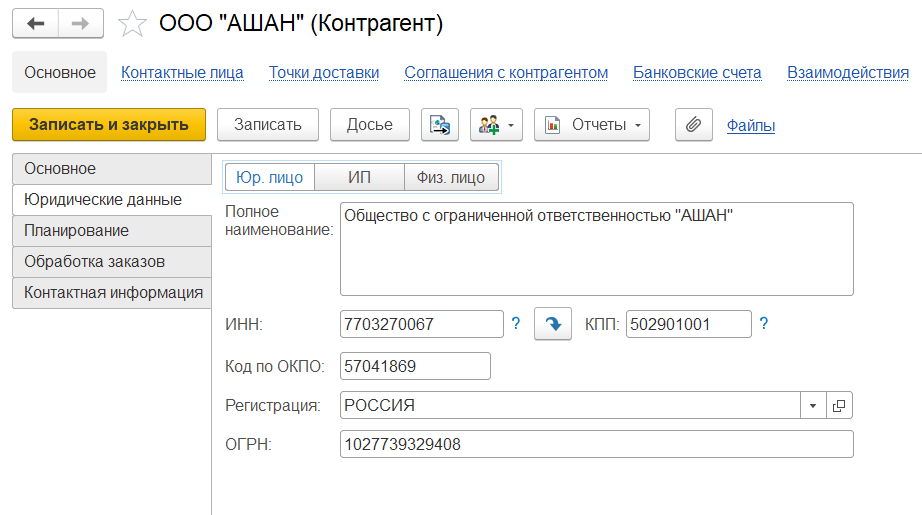 ООО "АШАН" (Контрагент)
Основное Контактные лица Точки доставки Соглашения с контрагентом Банковские счета Взаимодействия
Записать и закрыть Записать Досье Отчеты Файлы
Основное
Юридические данные
Планирование
Обработка заказов
Контактная информация
Юр. лицо ИП Физ. лицо
Полное
наименование:
Общество с ограниченной ответственностью "АШАН"
ИНН: 7703270067 ? КПП: 502901001 ?
Код по ОКПО: 57041869
Регистрация: РОССИЯ
ОГРН: 1027739329408